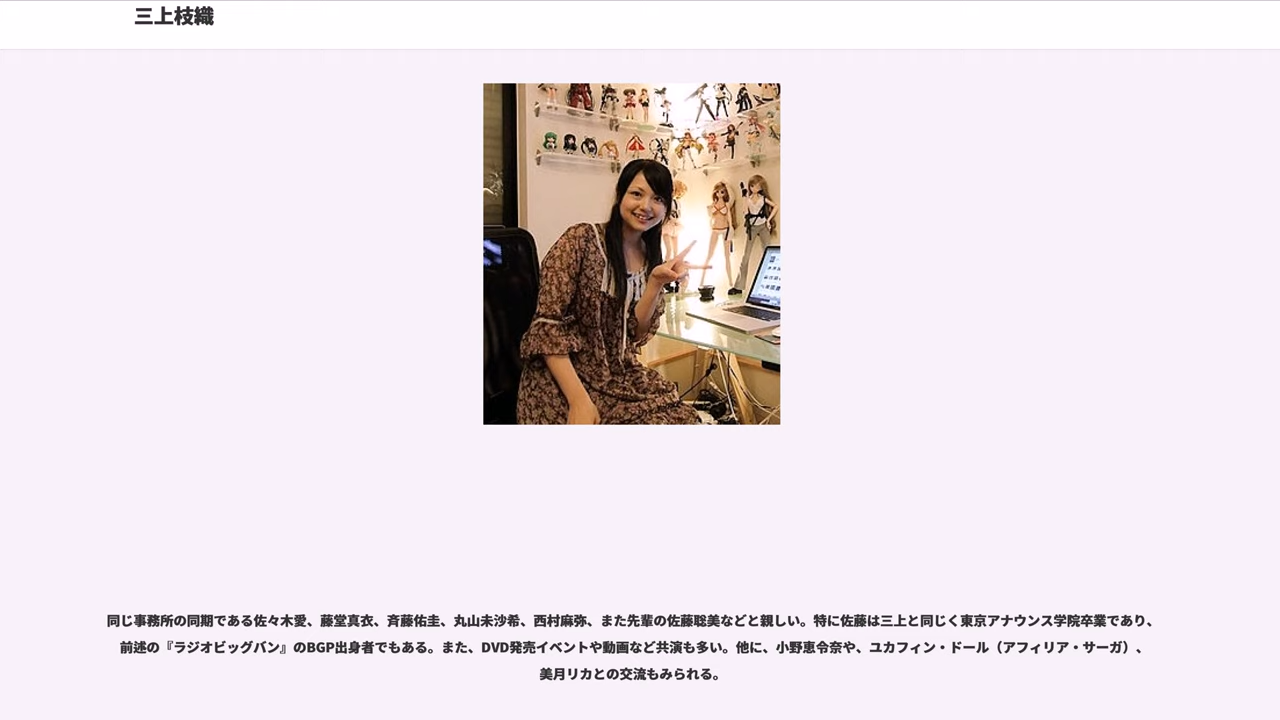 三上枝織
同じ事務所の同期である佐々木愛、藤堂真衣、斉藤佑圭、丸山未沙希、西村麻弥、また先輩の佐藤聡美などと親しい。特に佐藤は三上と同じく東京アナウンス学院卒業であり、
前述の『ラジオビッグバン』のBGP出身者でもある。また、DVD発売イベントや動画など共演も多い。他に、小野恵令奈や、ユカフィン・ドール（アフィリア・サーガ）、
美月リカとの交流もみられる。